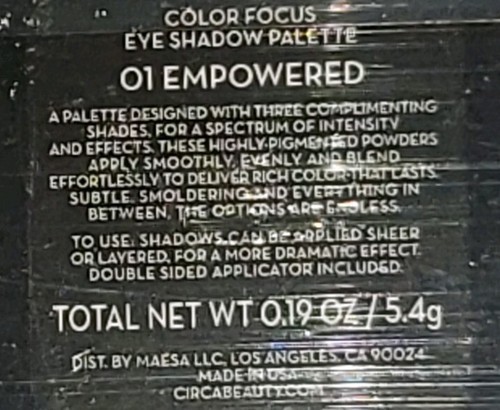 COLOR FOCUS
EYE SHADOW PALETTE
01 EMPOWERED
A PALETTE DESIGNED WITH THREE COMPLIMENTING
SHADES, FOR A SPECTRUM OF INTENSITY
AND EFFECTS. THESE HIGHLY-PIGMENTED POWDERS
APPLY SMOOTHLY, EVENLY AND BLEND
EFFORTLESSLY TO DELIVER RICH COLOR THAT LASTS.
SUBTLE, SMOLDERING AND EVERYTHING IN
BETWEEN, THE OPTIONS ARE ENDLESS.
TO USE: SHADOWS CAN BE APPLIED SHEER
OR LAYERED, FOR A MORE DRAMATIC EFFECT.
DOUBLE SIDED APPLICATOR INCLUDED.
TOTAL NET WT 0.19 OZ / 5.4g
DIST. BY MAESA LLC, LOS ANGELES, CA 90024
MADE IN USA
CIRCABEAUTY.COM